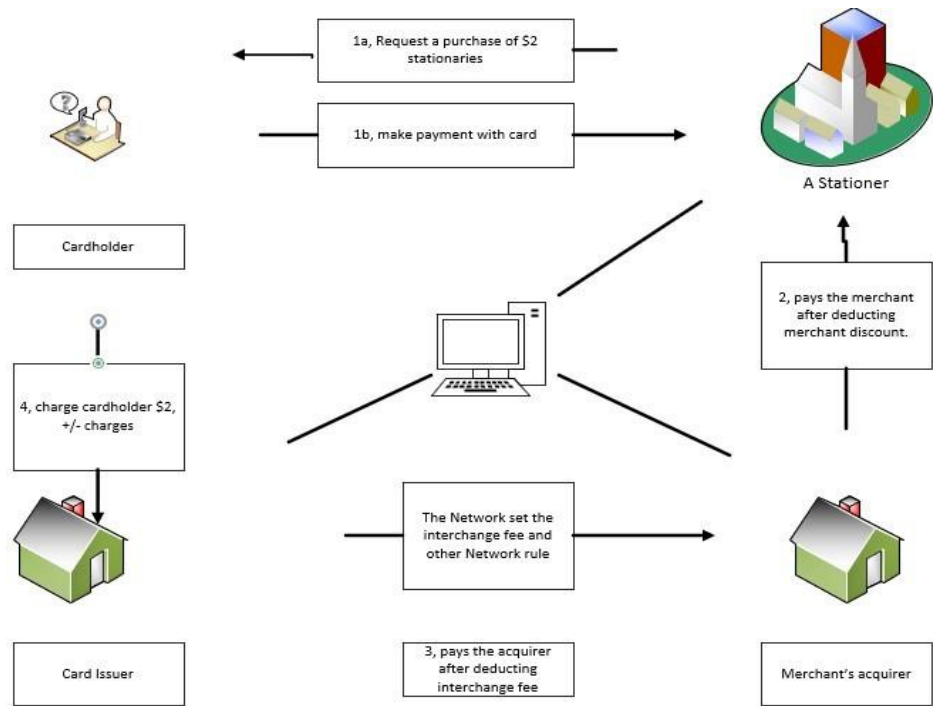 1a, Request a purchase of $2
stationaries
1b, make payment with card
?
A Stationer
Cardholder
2, pays the merchant
after deducting
merchant discount.
4, charge cardholder $2,
+/- charges
The Network set the
interchange fee and
other Network rule
Card Issuer
3, pays the acquirer
after deducting
interchange fee
Merchant's acquirer